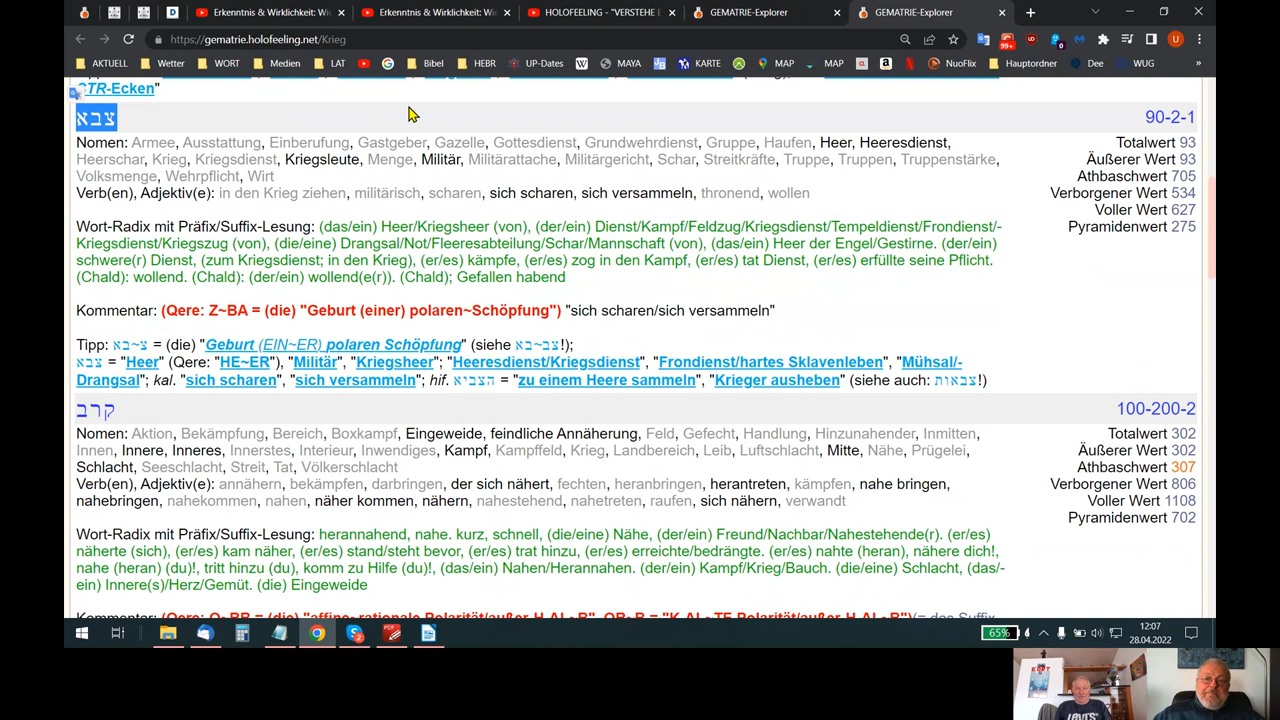 Erkenntnis & Wirklichkeit: Wi
Erkenntnis & Wirklichkeit: Wi
HOLOFEELING - "VERSTEHE E
GEMATRIE-Explorer
GEMATRIE-Explorer
https://gematrie.holofeeling.net/Krieg
AKTUELL Wetter WORT Medien LAT Bibel HEBR UP-Dates MAYA KARTE MAP MAP NuoFlix Hauptordner Dee WUG
STR-Ecken"
צבא 90-2-1
Nomen: Armee, Ausstattung, Einberufung, Gastgeber, Gazelle, Gottesdienst, Grundwehrdienst, Gruppe, Haufen, Heer, Heeresdienst,
Heerschar, Krieg, Kriegsdienst, Kriegsleute, Menge, Militär, Militärattache, Militärgericht, Schar, Streitkräfte, Truppe, Truppen, Truppenstärke,
Volksmenge, Wehrpflicht, Wirt
Verb(en), Adjektiv(e): in den Krieg ziehen, militärisch, scharen, sich scharen, sich versammeln, thronend, wollen
Totalwert 93
Äußerer Wert 93
Athbaschwert 705
Verborgener Wert 534
Voller Wert 627
Pyramidenwert 275
Wort-Radix mit Präfix/Suffix-Lesung: (das/ein) Heer/Kriegsheer (von), (der/ein) Dienst/Kampf/Feldzug/Kriegsdienst/Tempeldienst/Frondienst/-
Kriegsdienst/Kriegszug (von), (die/eine) Drangsal/Not/Fleeresabteilung/Schar/Mannschaft (von), (das/ein) Heer der Engel/Gestirne. (der/ein)
schwere(r) Dienst, (zum Kriegsdienst; in den Krieg), (er/es) kämpfe, (er/es) zog in den Kampf, (er/es) tat Dienst, (er/es) erfüllte seine Pflicht.
(Chald): wollend. (Chald): (der/ein) wollend(e(r)). (Chald); Gefallen habend
Kommentar: (Qere: Z~BA = (die) "Geburt (einer) polaren~Schöpfung") "sich scharen/sich versammeln"
Tipp: צ~בא = (die) "Geburt (EIN~ER) polaren Schöpfung" (siehe צב~בא!);
צבא = "Heer" (Qere: "HE~ER"), "Militär", "Kriegsheer"; "Heeresdienst/Kriegsdienst", "Frondienst/hartes Sklavenleben", "Mühsal/-
Drangsal"; kal. "sich scharen", "sich versammeln"; hif. הצביא = "zu einem Heere sammeln", "Krieger ausheben" (siehe auch: צבאות!)
קרב 100-200-2
Nomen: Aktion, Bekämpfung, Bereich, Boxkampf, Eingeweide, feindliche Annäherung, Feld, Gefecht, Handlung, Hinzunahender, Inmitten,
Innen, Innere, Inneres, Innerstes, Interieur, Inwendiges, Kampf, Kampffeld, Krieg, Landbereich, Leib, Luftschlacht, Mitte, Nähe, Prügelei,
Schlacht, Seeschlacht, Streit, Tat, Völkerschlacht
Verb(en), Adjektiv(e): annähern, bekämpfen, darbringen, der sich nähert, fechten, heranbringen, herantreten, kämpfen, nahe bringen,
nahebringen, nahekommen, nahen, näher kommen, nähern, nahestehend, nahetreten, raufen, sich nähern, verwandt
Totalwert 302
Äußerer Wert 302
Athbaschwert 307
Verborgener Wert 806
Voller Wert 1108
Pyramidenwert 702
Wort-Radix mit Präfix/Suffix-Lesung: herannahend, nahe. kurz, schnell, (die/eine) Nähe, (der/ein) Freund/Nachbar/Nahestehende(r). (er/es)
näherte (sich), (er/es) kam näher, (er/es) stand/steht bevor, (er/es) trat hinzu, (er/es) erreichte/bedrängte. (er/es) nahte (heran), nähere dich!,
nahe (heran) (du)!, tritt hinzu (du), komm zu Hilfe (du)!, (das/ein) Nahen/Herannahen. (der/ein) Kampf/Krieg/Bauch. (die/eine) Schlacht, (das/-
ein) Innere(s)/Herz/Gemüt. (die) Eingeweide
65%
12:07
28.04.2022